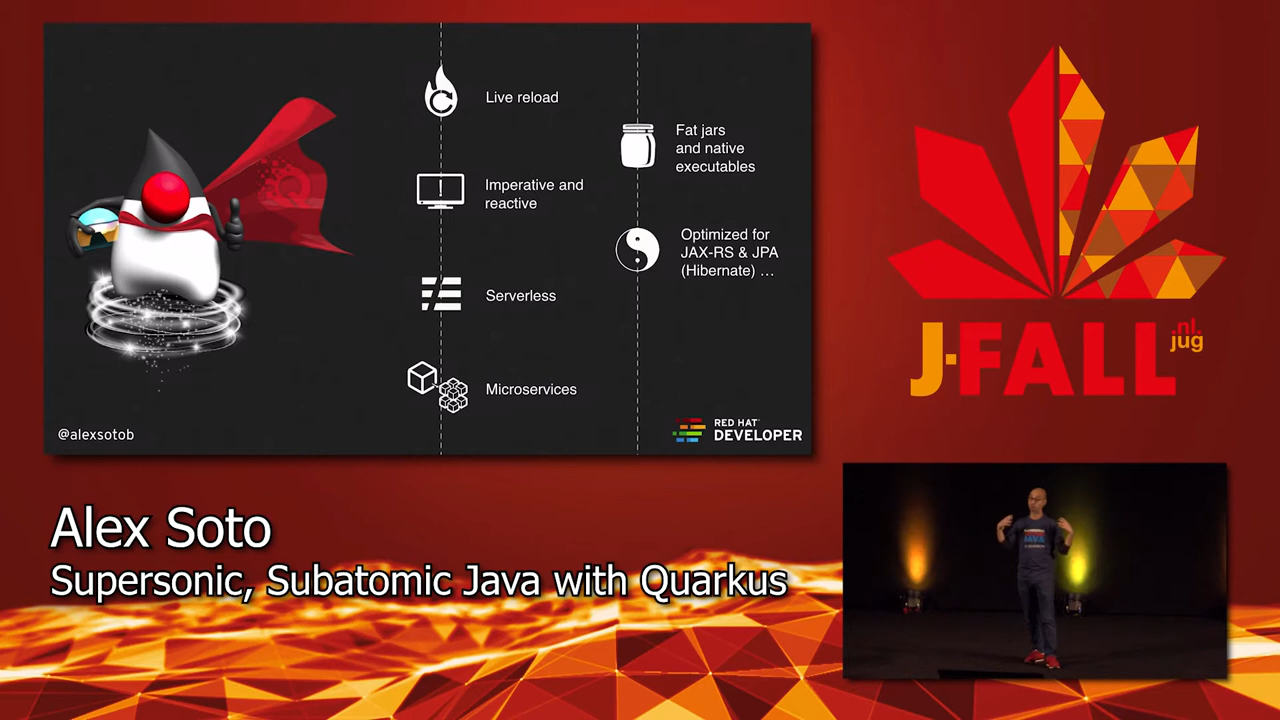 Live reload
Imperative and
reactive
Serverless
Microservices
Fat jars
and native
executables
Optimized for
JAX-RS & JPA
(Hibernate) ...
@alexsotob
RED HAT
DEVELOPER
J-FALL
nl.
jug
Alex Soto
Supersonic, Subatomic Java with Quarkus
JAVA